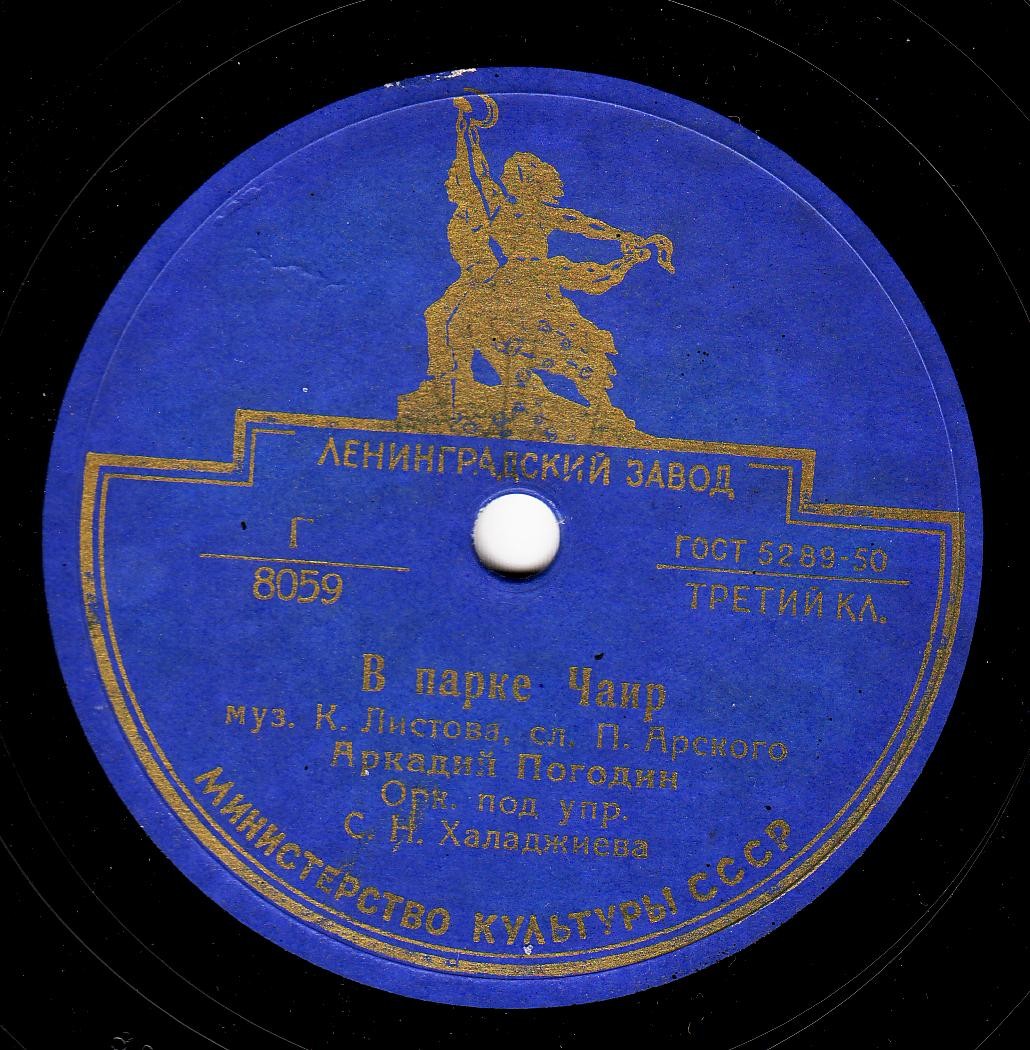 ЛЕНИНГРАДСКИЙ ЗАВОД
Г
8059
ГОСТ 5289-50
ТРЕТИЙ КЛ.
В парке Чаир
муз. К. Листова, сл. П. Арского
Аркадий Погодин
Орк. под упр.
С. Н. Халаджиева
МИНИСТЕРСТВО КУЛЬТУРЫ СССР